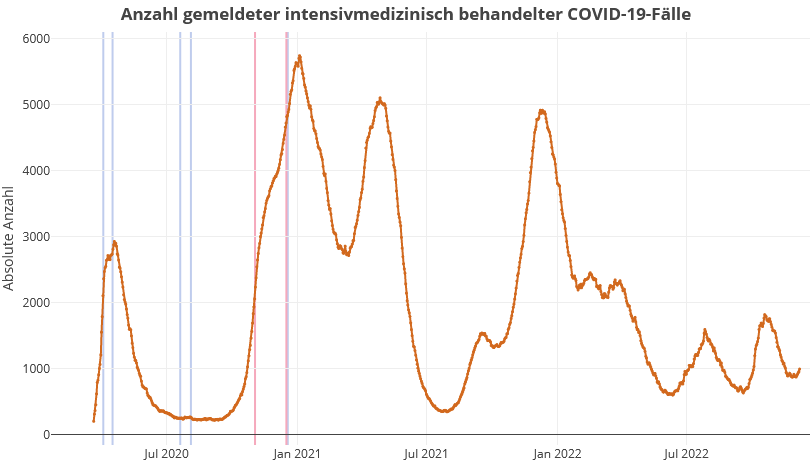 Anzahl gemeldeter intensivmedizinisch behandelter COVID-19-Fälle
Absolute Anzahl
6000
5000
4000
3000
2000
1000
0
Jul 2020
Jan 2021
Jul 2021
Jan 2022
Jul 2022